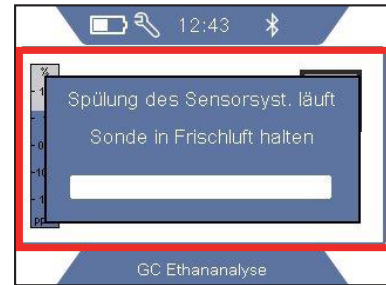 12:43
%
Spülung des Sensorsyst. läuft
Sonde in Frischluft halten
GC Ethananalyse